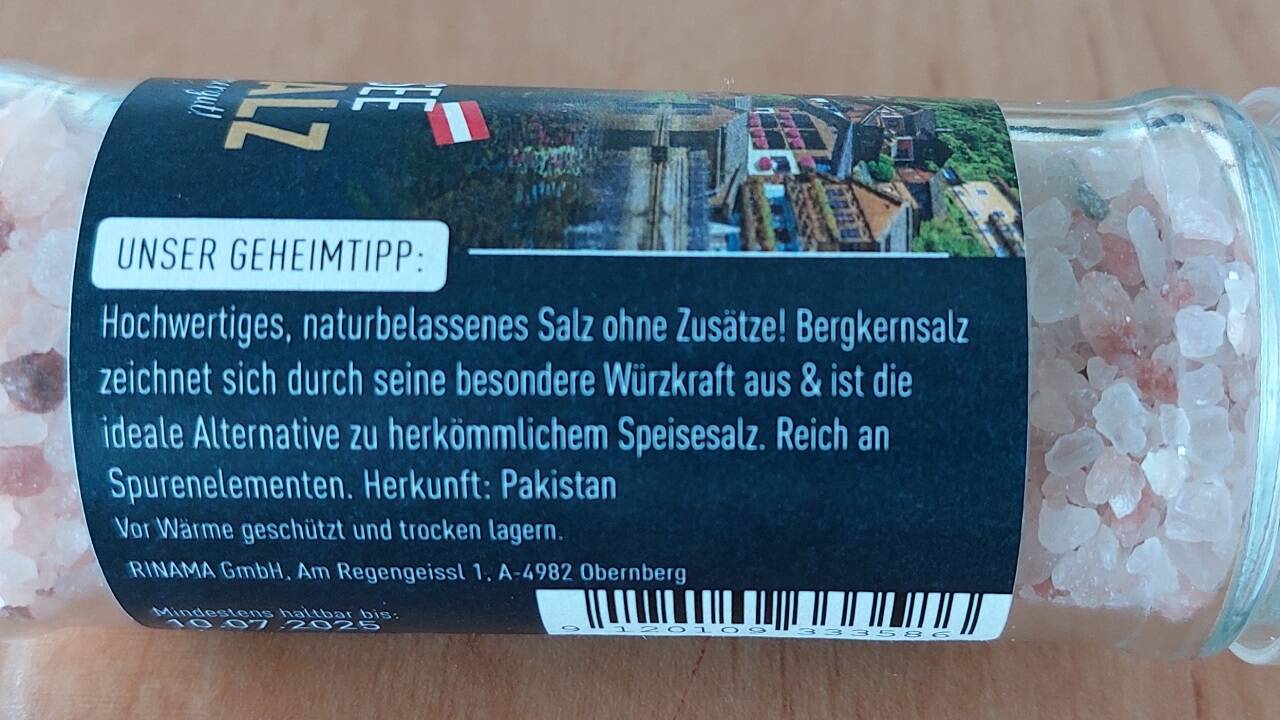 SEE
ALZ
UNSER GEHEIMTIPP:
Hochwertiges, naturbelassenes Salz ohne Zusätze! Bergkernsalz
zeichnet sich durch seine besondere Würzkraft aus & ist die
ideale Alternative zu herkömmlichem Speisesalz. Reich an
Spurenelementen. Herkunft: Pakistan
Vor Wärme geschützt und trocken lagern.
RINAMA GmbH, Am Regengeissl 1, A-4982 Obernberg
Mindestens haltbar bis:
10.07.2025
9 120109 333586